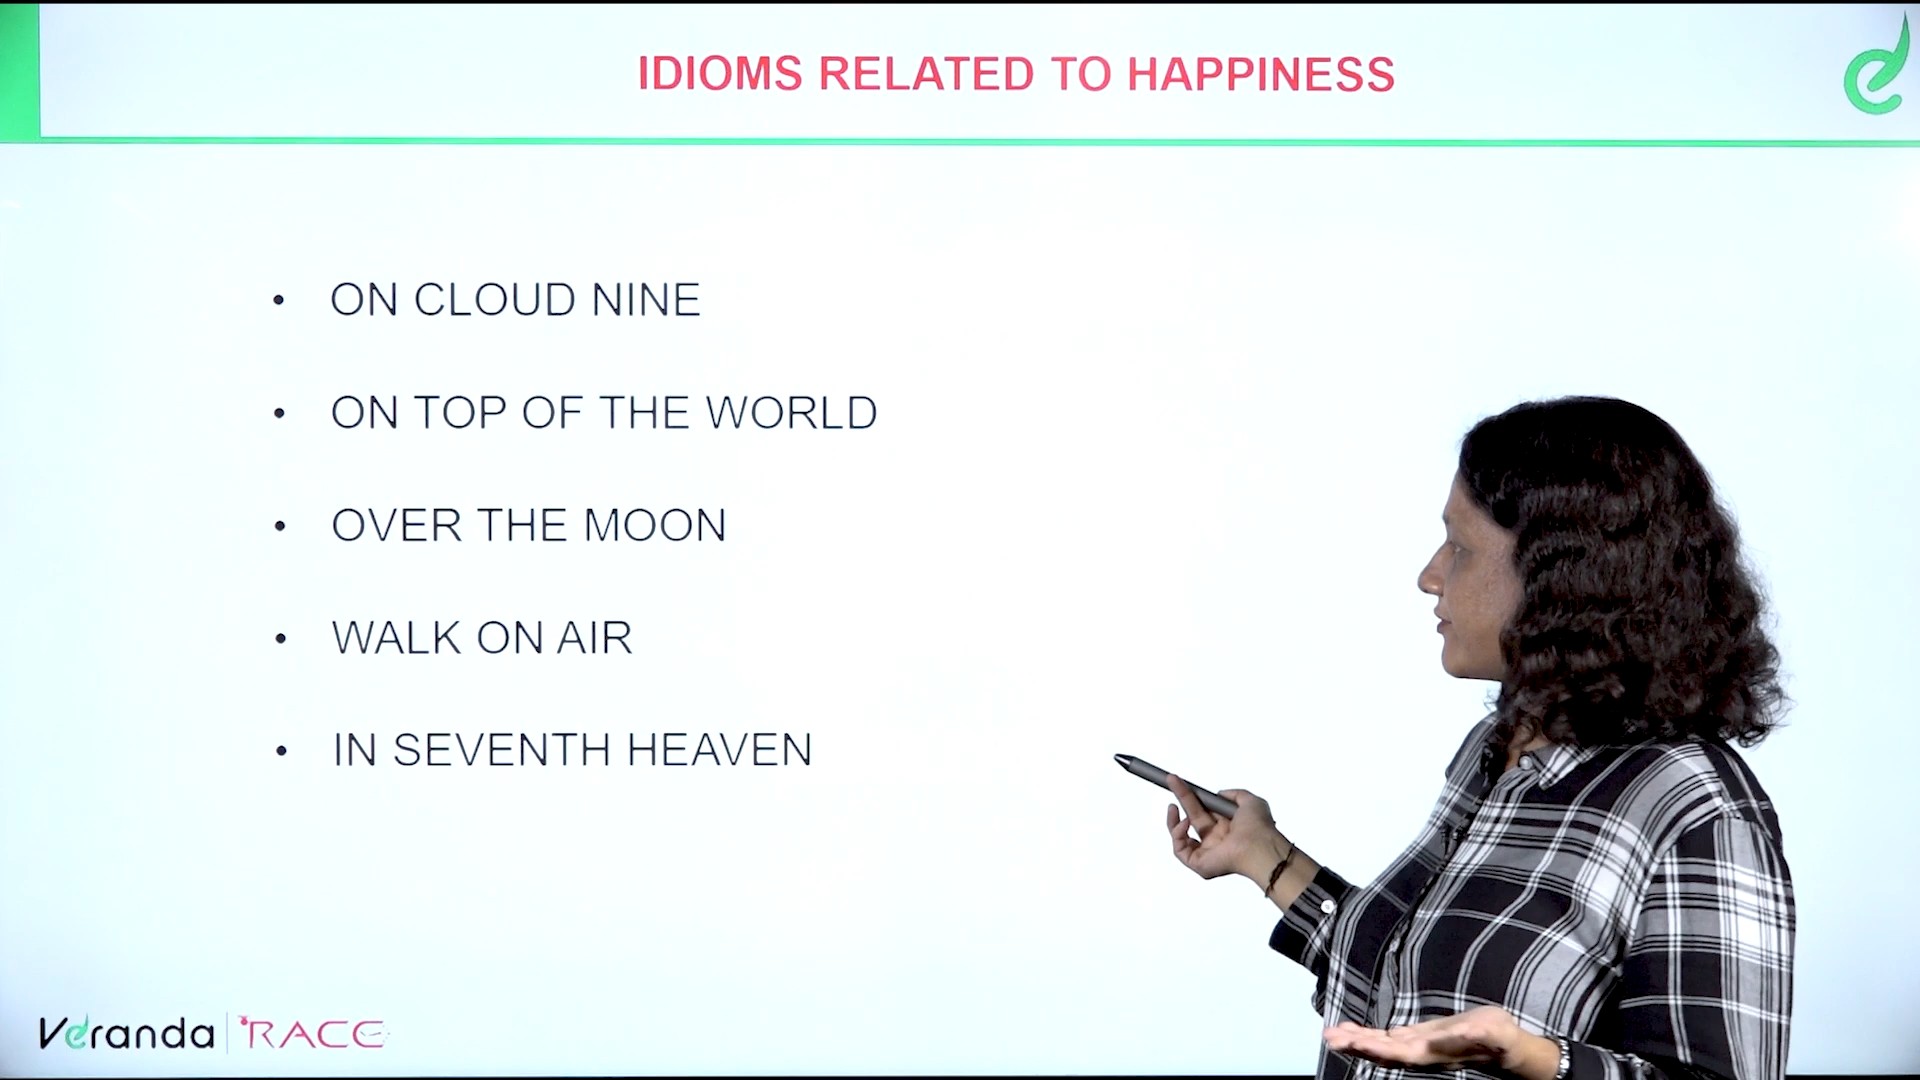 IDIOMS RELATED TO HAPPINESS
• ON CLOUD NINE
• ON TOP OF THE WORLD
• OVER THE MOON
• WALK ON AIR
• IN SEVENTH HEAVEN
Veranda RACE